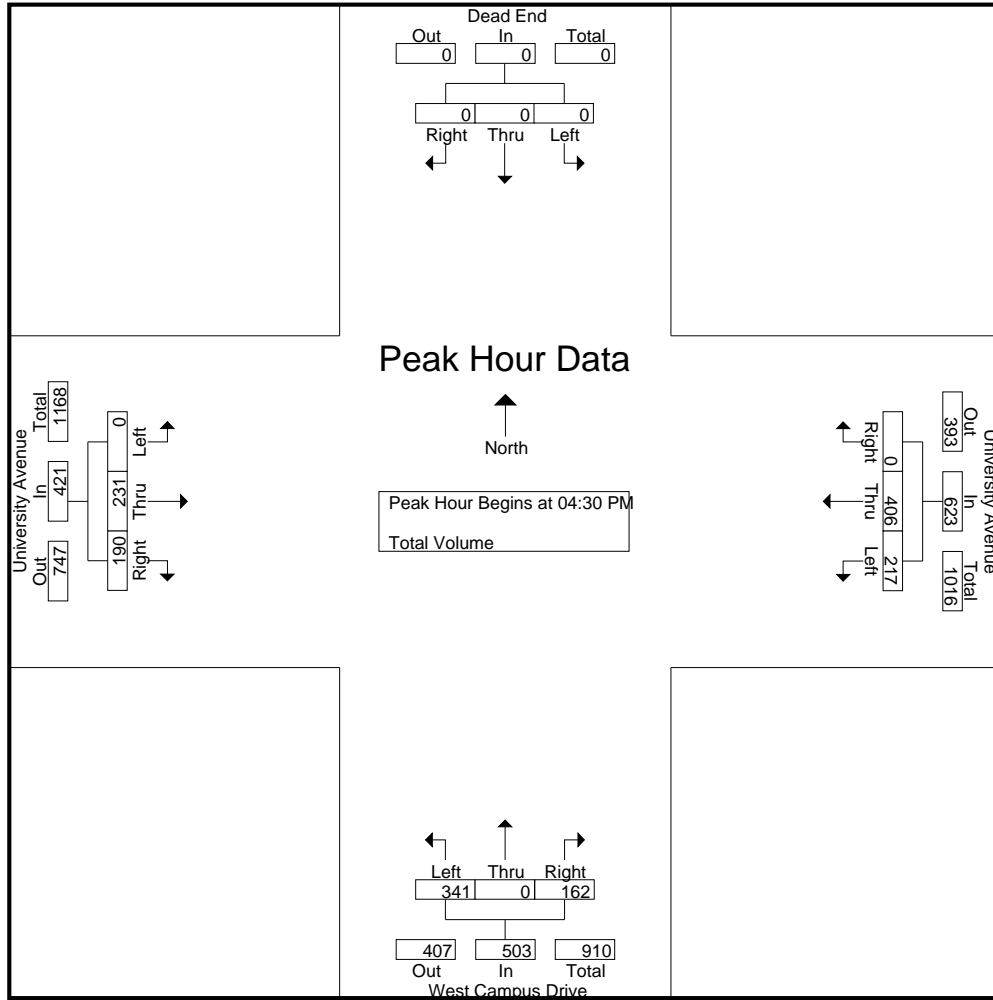 Dead End
Out In Total
0 0 0
0 0 0
Right Thru Left
Peak Hour Data
North
Peak Hour Begins at 04:30 PM
Total Volume
University Avenue
Total In Out
1168 421 747
0 231 190
Left Thru Right
University Avenue
Out In Total
393 623 1016
0 406 217
Right Thru Left
Left Thru Right
341 0 162
407 503 910
Out In Total
West Campus Drive